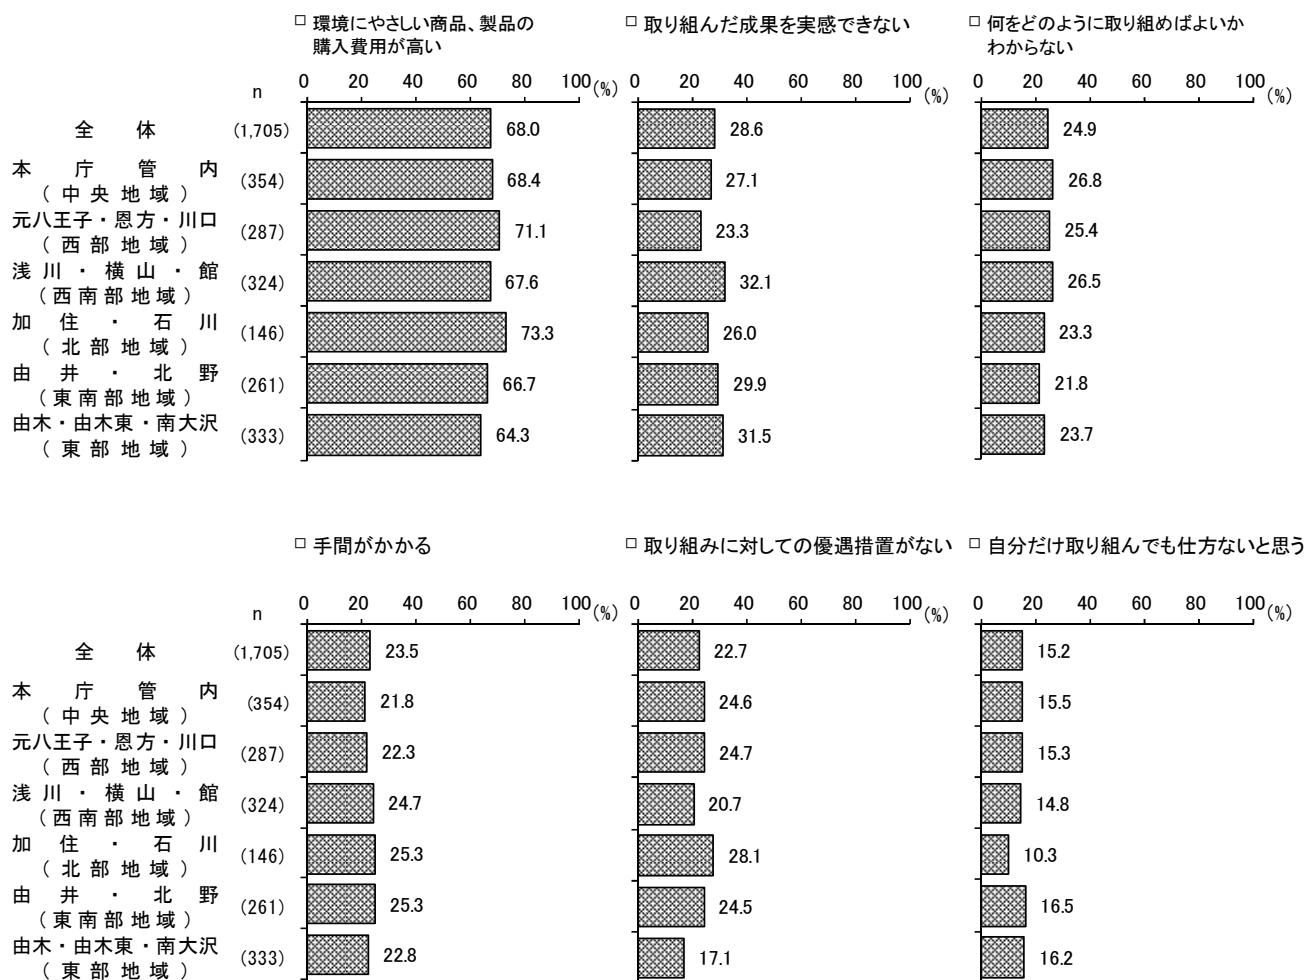 □ 環境にやさしい商品、製品の
購入費用が高い
□ 取り組んだ成果を実感できない
□ 何をどのように取り組めばよいか
わからない
n 0 20 40 60 80 100(%) 0 20 40 60 80 100(%) 0 20 40 60 80 100(%)
全体 (1,705) 68.0 28.6 24.9
本庁管内
(中央地域) (354) 68.4 27.1 26.8
元八王子・恩方・川口
(西部地域) (287) 71.1 23.3 25.4
浅川・横山・館
(西南部地域) (324) 67.6 32.1 26.5
加住・石川
(北部地域) (146) 73.3 26.0 23.3
由井・北野
(東南部地域) (261) 66.7 29.9 21.8
由木・由木東・南大沢
(東部地域) (333) 64.3 31.5 23.7
□ 手間がかかる
□ 取り組みに対しての優遇措置がない
□ 自分だけ取り組んでも仕方ないと思う
n 0 20 40 60 80 100(%) 0 20 40 60 80 100(%) 0 20 40 60 80 100(%)
全体 (1,705) 23.5 22.7 15.2
本庁管内
(中央地域) (354) 21.8 24.6 15.5
元八王子・恩方・川口
(西部地域) (287) 22.3 24.7 15.3
浅川・横山・館
(西南部地域) (324) 24.7 20.7 14.8
加住・石川
(北部地域) (146) 25.3 28.1 10.3
由井・北野
(東南部地域) (261) 25.3 24.5 16.5
由木・由木東・南大沢
(東部地域) (333) 22.8 17.1 16.2